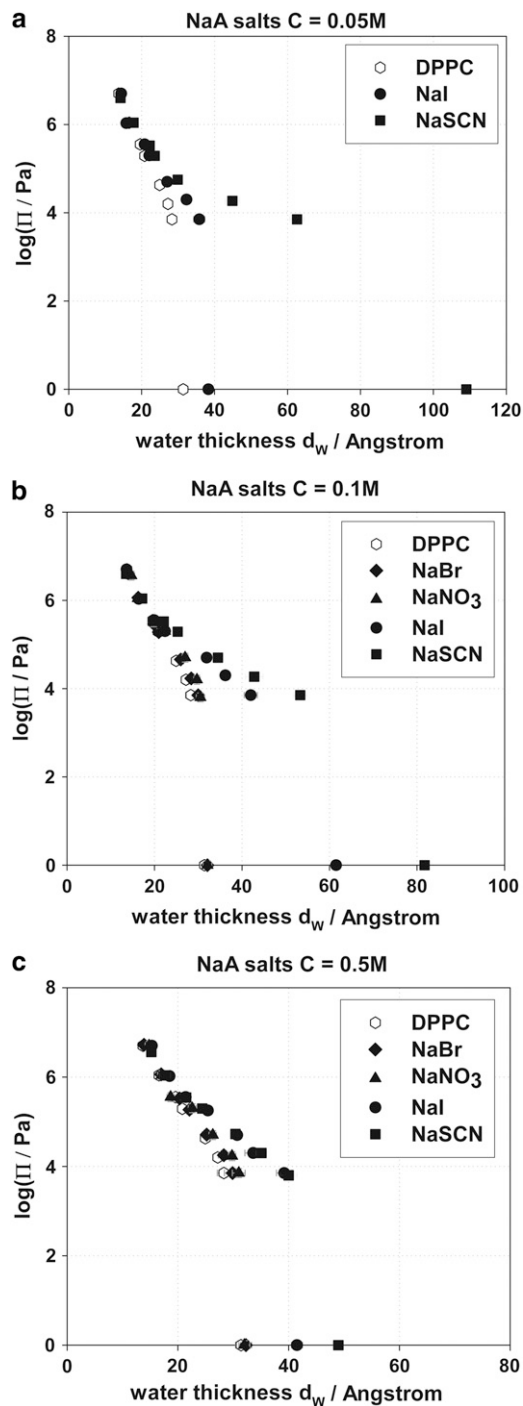 a
NaA salts C = 0.05M
8
6
4
2
0
log(Π / Pa)
DPPC
NaI
NaSCN
0 20 40 60 80 100 120
water thickness dW / Angstrom
b
NaA salts C = 0.1M
8
6
4
2
0
log(Π / Pa)
DPPC
NaBr
NaNO3
NaI
NaSCN
0 20 40 60 80 100
water thickness dW / Angstrom
c
NaA salts C = 0.5M
8
6
4
2
0
log(Π / Pa)
DPPC
NaBr
NaNO3
NaI
NaSCN
0 20 40 60 80
water thickness dW / Angstrom